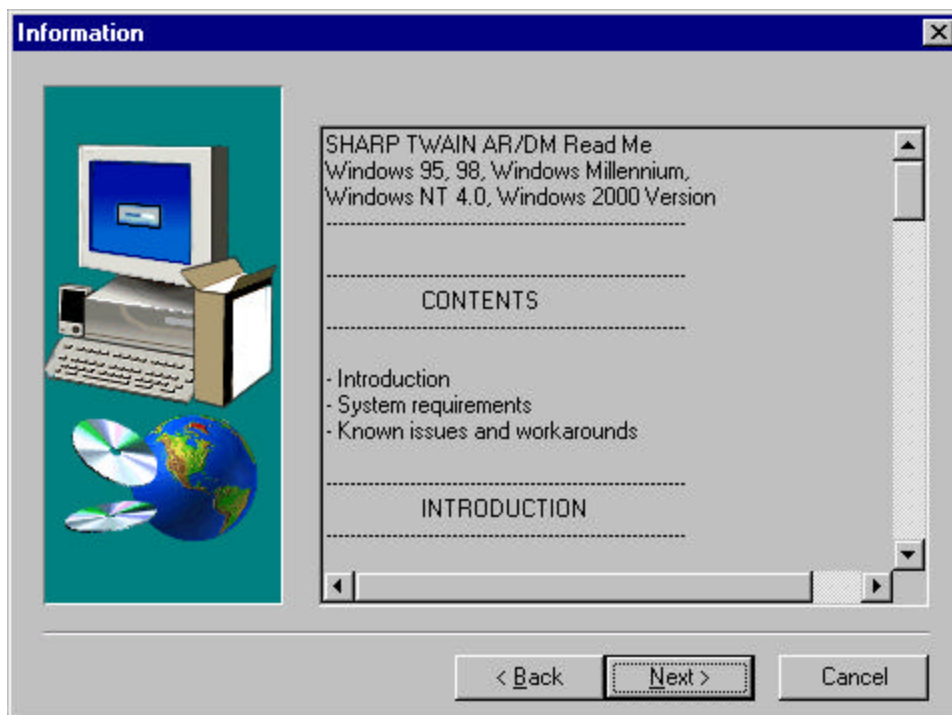 Information
SHARP TWAIN AR/DM Read Me
Windows 95, 98, Windows Millennium,
Windows NT 4.0, Windows 2000 Version
------------------------------------------------------------
------------------------------------------------------------
CONTENTS
------------------------------------------------------------
- Introduction
- System requirements
- Known issues and workarounds
------------------------------------------------------------
INTRODUCTION
------------------------------------------------------------
< Back
Next >
Cancel